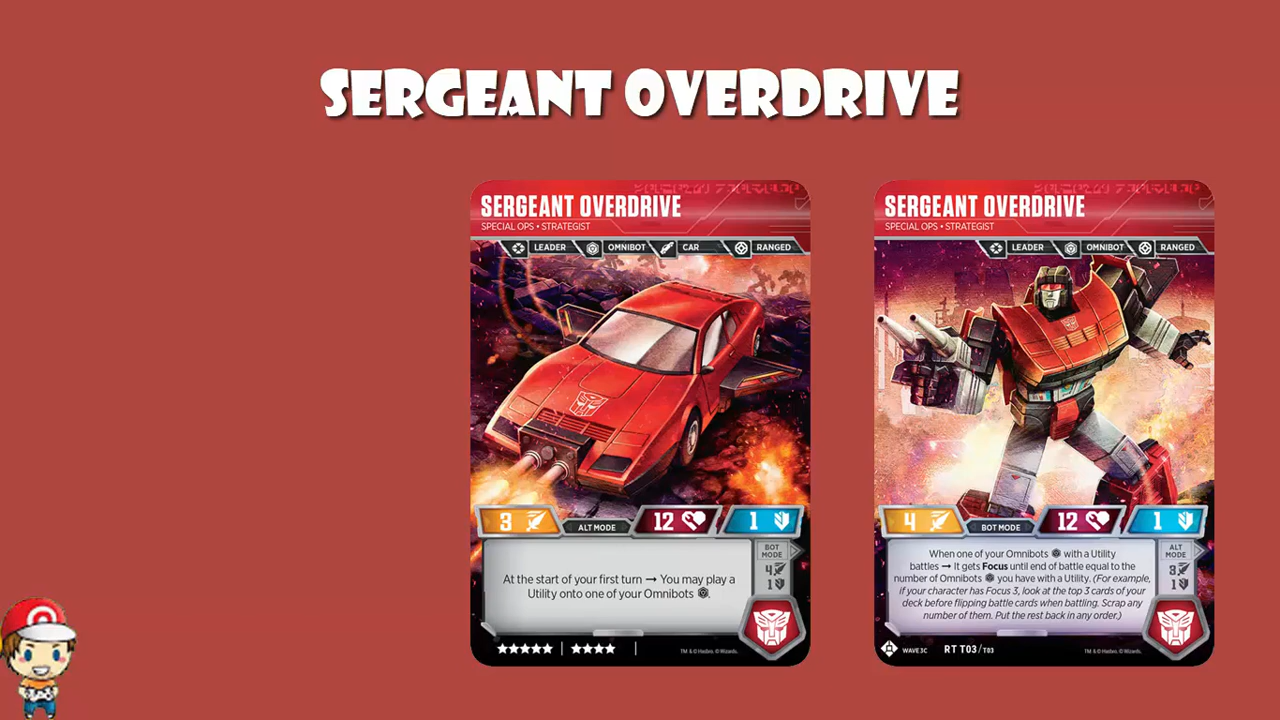 SERGEANT OVERDRIVE
SERGEANT OVERDRIVE
SPECIAL OPS • STRATEGIST
LEADER OMNIBOT CAR RANGED
3 ALT MODE 12 1
At the start of your first turn → You may play a
Utility onto one of your Omnibots.
BOT
MODE
4
1
TM & © Hasbro. © Wizards.
SERGEANT OVERDRIVE
SPECIAL OPS • STRATEGIST
LEADER OMNIBOT RANGED
4 BOT MODE 12 1
When one of your Omnibots with a Utility
battles → It gets Focus until end of battle equal to the
number of Omnibots you have with a Utility. (For example,
if your character has Focus 3, look at the top 3 cards of your
deck before flipping battle cards when battling. Scrap any
number of them. Put the rest back in any order.)
ALT
MODE
3
1
WAVE 3C RT T03/T03
TM & © Hasbro. © Wizards.